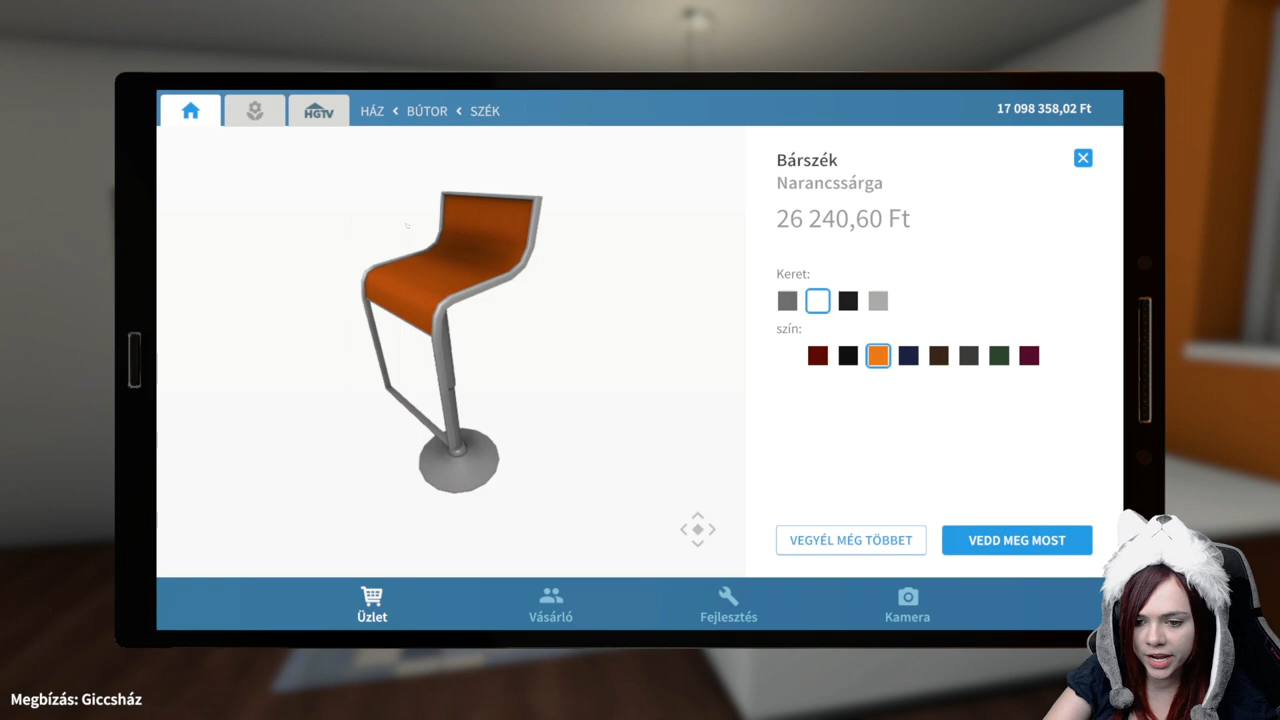 HGTV
HÁZ < BÚTOR < SZÉK
17 098 358,02 Ft
Bárszék
Narancssárga
26 240,60 Ft
Keret:
szín:
VEGYÉL MÉG TÖBBET
VEDD MEG MOST
Üzlet
Vásárló
Fejlesztés
Kamera
Megbízás: Giccsház